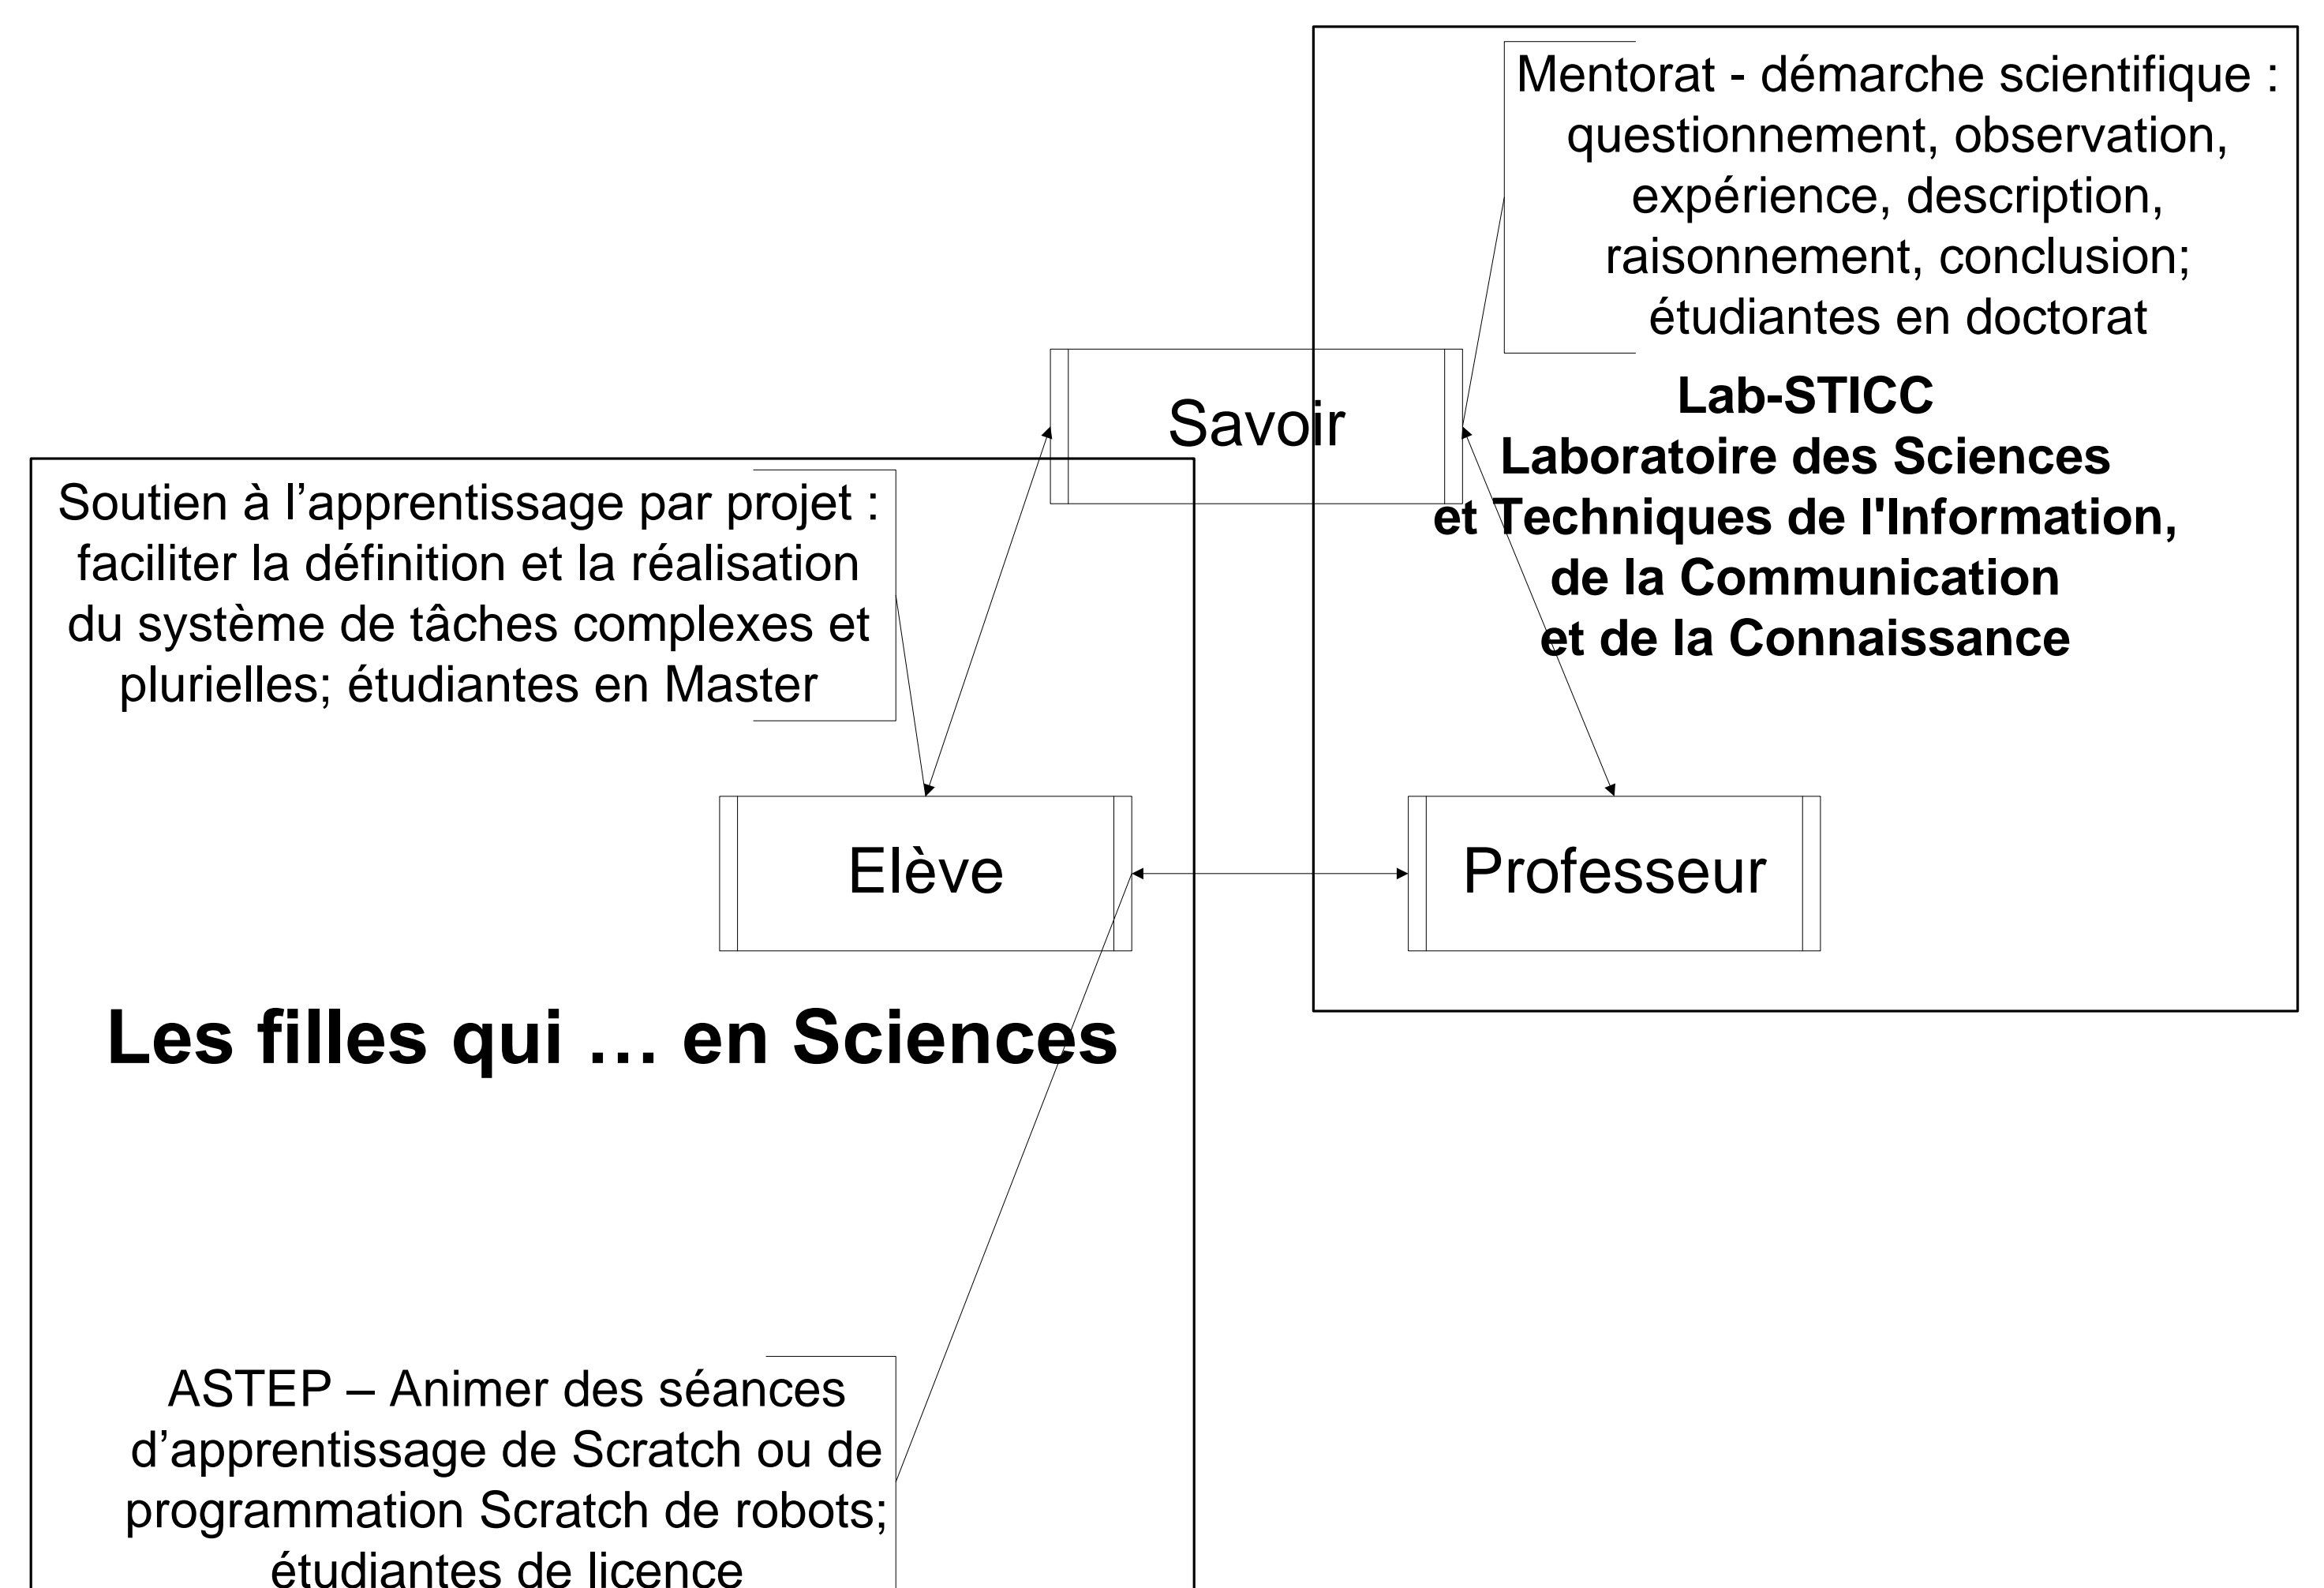 Mentorat - démarche scientifique :
questionnement, observation,
expérience, description,
raisonnement, conclusion;
étudiantes en doctorat
Lab-STICC
Laboratoire des Sciences
et Techniques de l'Information,
de la Communication
et de la Connaissance
Savoir
Soutien à l’apprentissage par projet :
faciliter la définition et la réalisation
du système de tâches complexes et
plurielles; étudiantes en Master
Elève
Professeur
Les filles qui … en Sciences
ASTEP – Animer des séances
d’apprentissage de Scratch ou de
programmation Scratch de robots;
étudiantes de licence